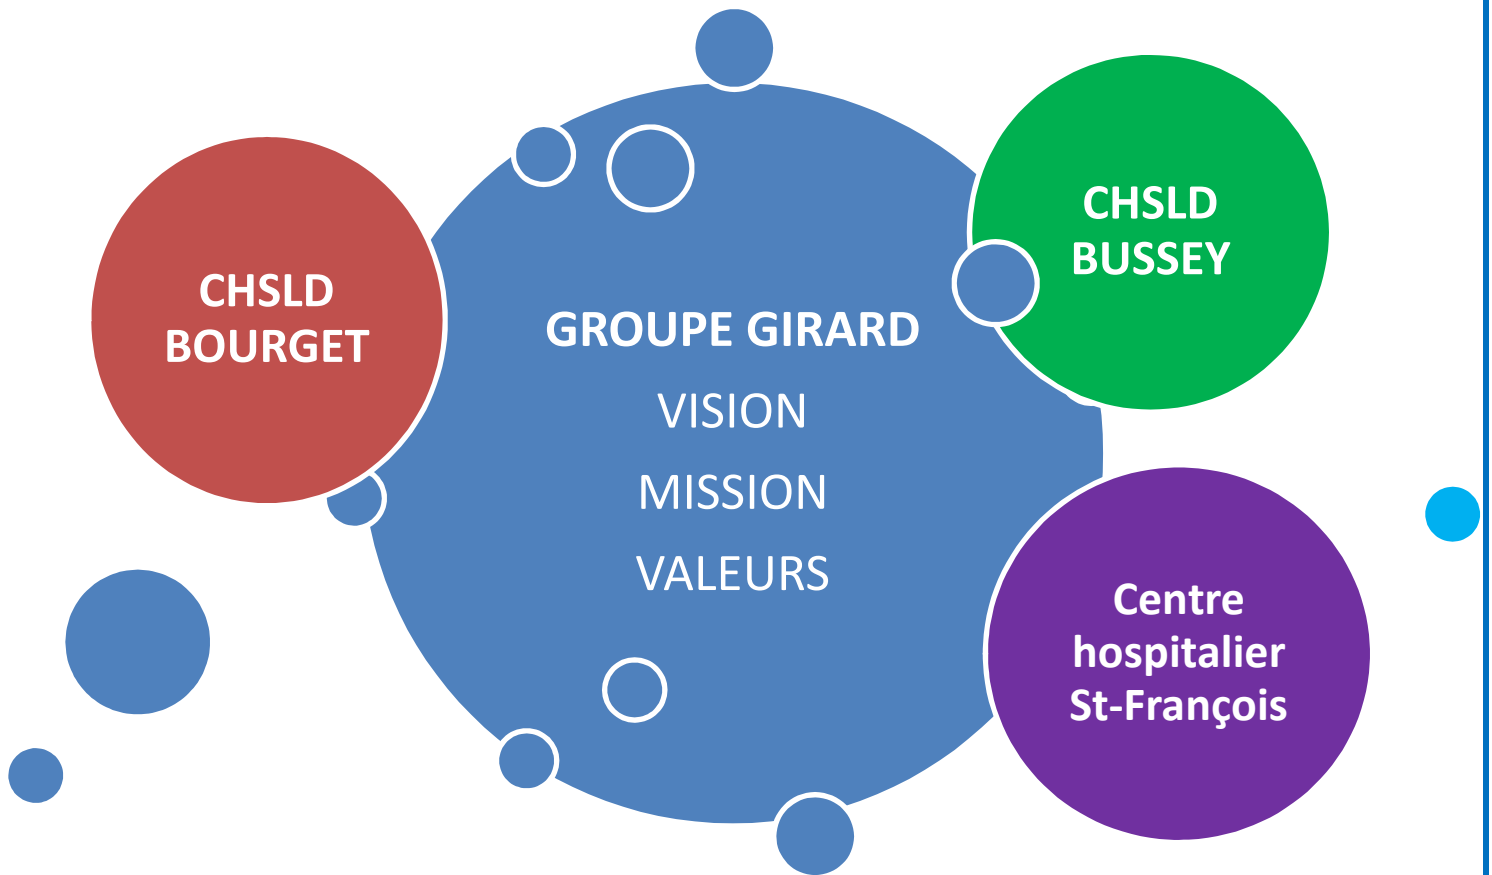 CHSLD
BOURGET
GROUPE GIRARD
VISION
MISSION
VALEURS
CHSLD
BUSSEY
Centre
hospitalier
St-François